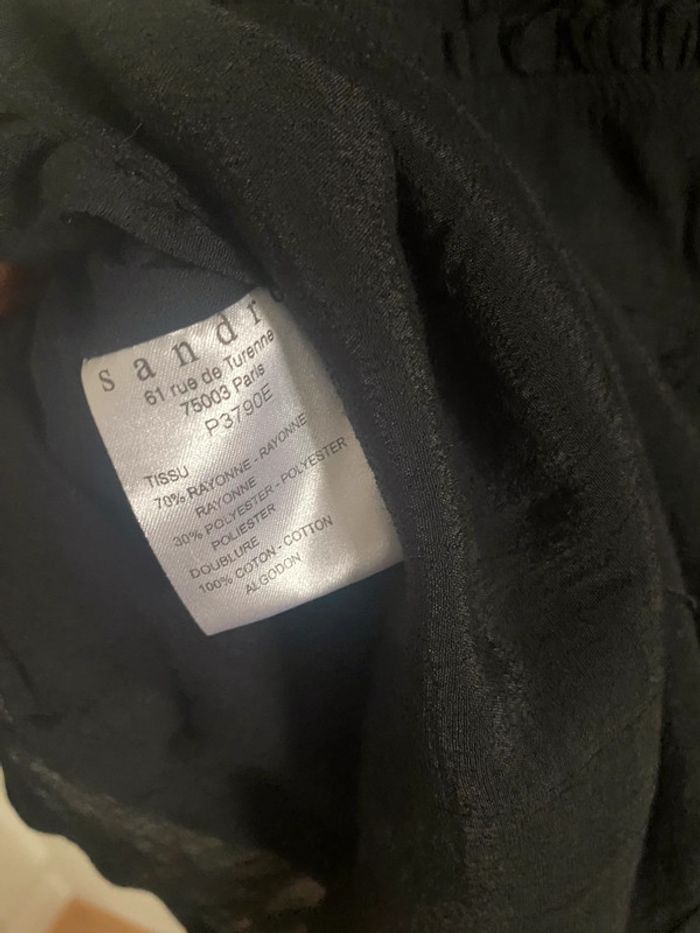 sandr
61 rue de Turenne
75003 Paris
P3790E
TISSU
70% RAYONNE - RAYONNE
RAYONNE
30% POLYESTER - POLYESTER
POLIESTER
DOUBLURE
100% COTON - COTTON
ALGODON